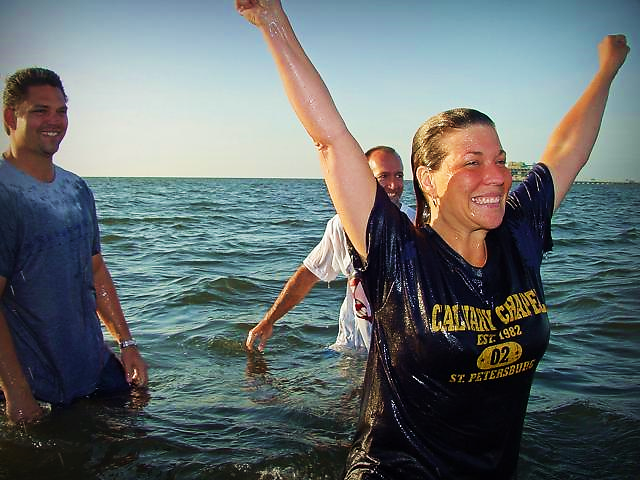 CALVARY CHAPEL
EST. 1982
02
ST. PETERSBURG